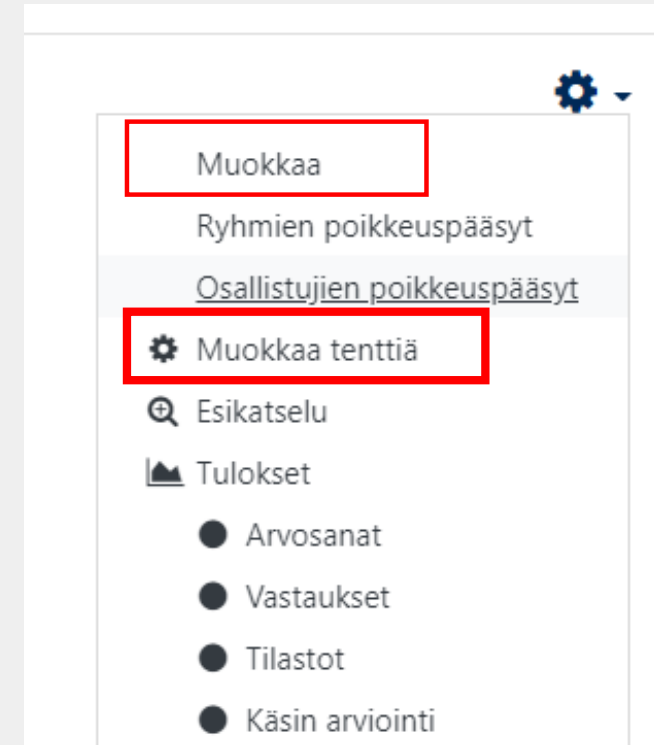 Muokkaa
Ryhmien poikkeuspääsyt
Osallistujien poikkeuspääsyt
Muokkaa tenttiä
Esikatselu
Tulokset
Arvosanat
Vastaukset
Tilastot
Käsin arviointi